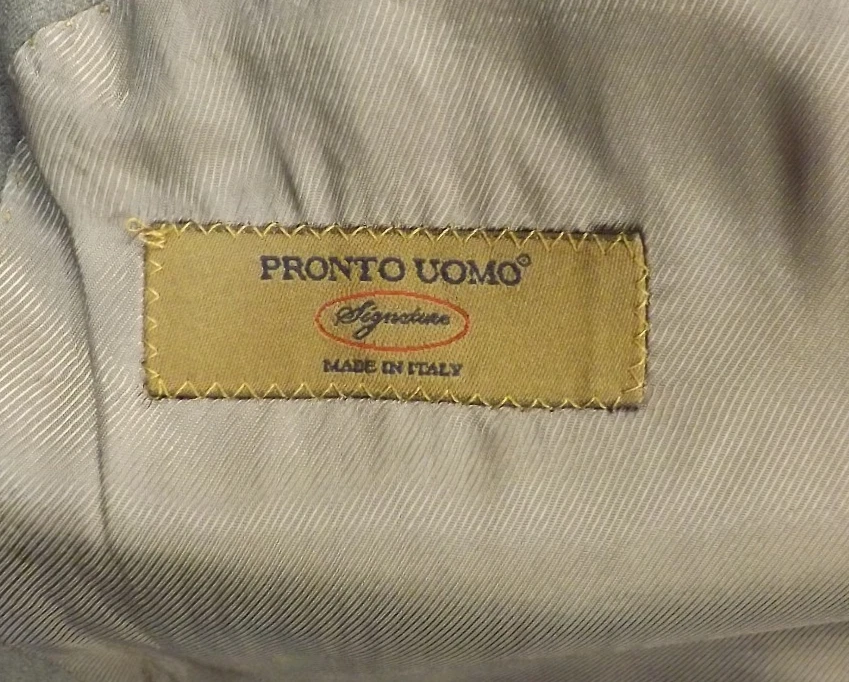 PRONTO UOMO®
Signature
MADE IN ITALY